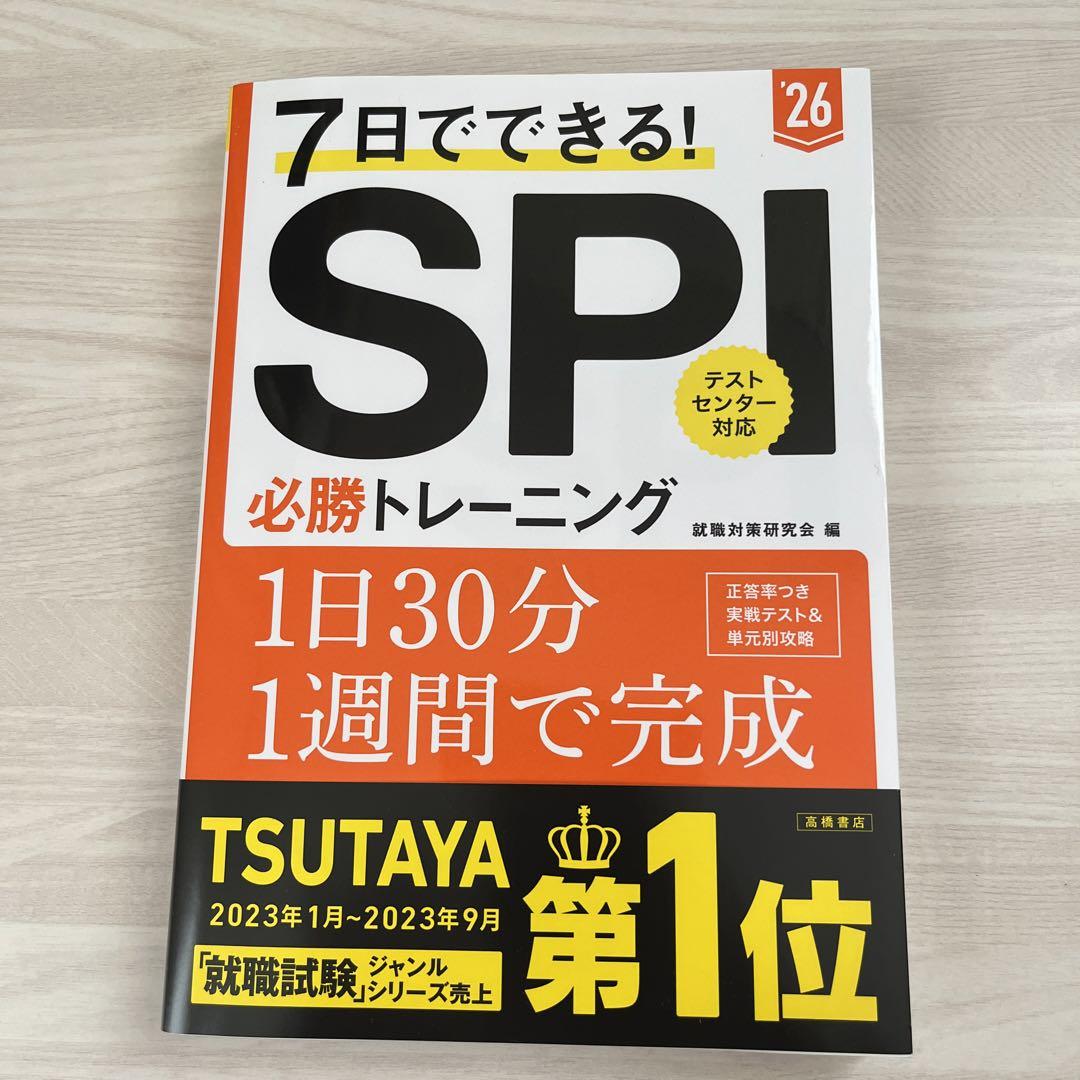 '26
7日でできる!
SPI
テスト
センター
対応
必勝トレーニング
就職対策研究会 編
1日30分
1週間で完成
正答率つき
実戦テスト&
単元別攻略
高橋書店
TSUTAYA
2023年1月~2023年9月
「就職試験」ジャンル
シリーズ売上
第1位